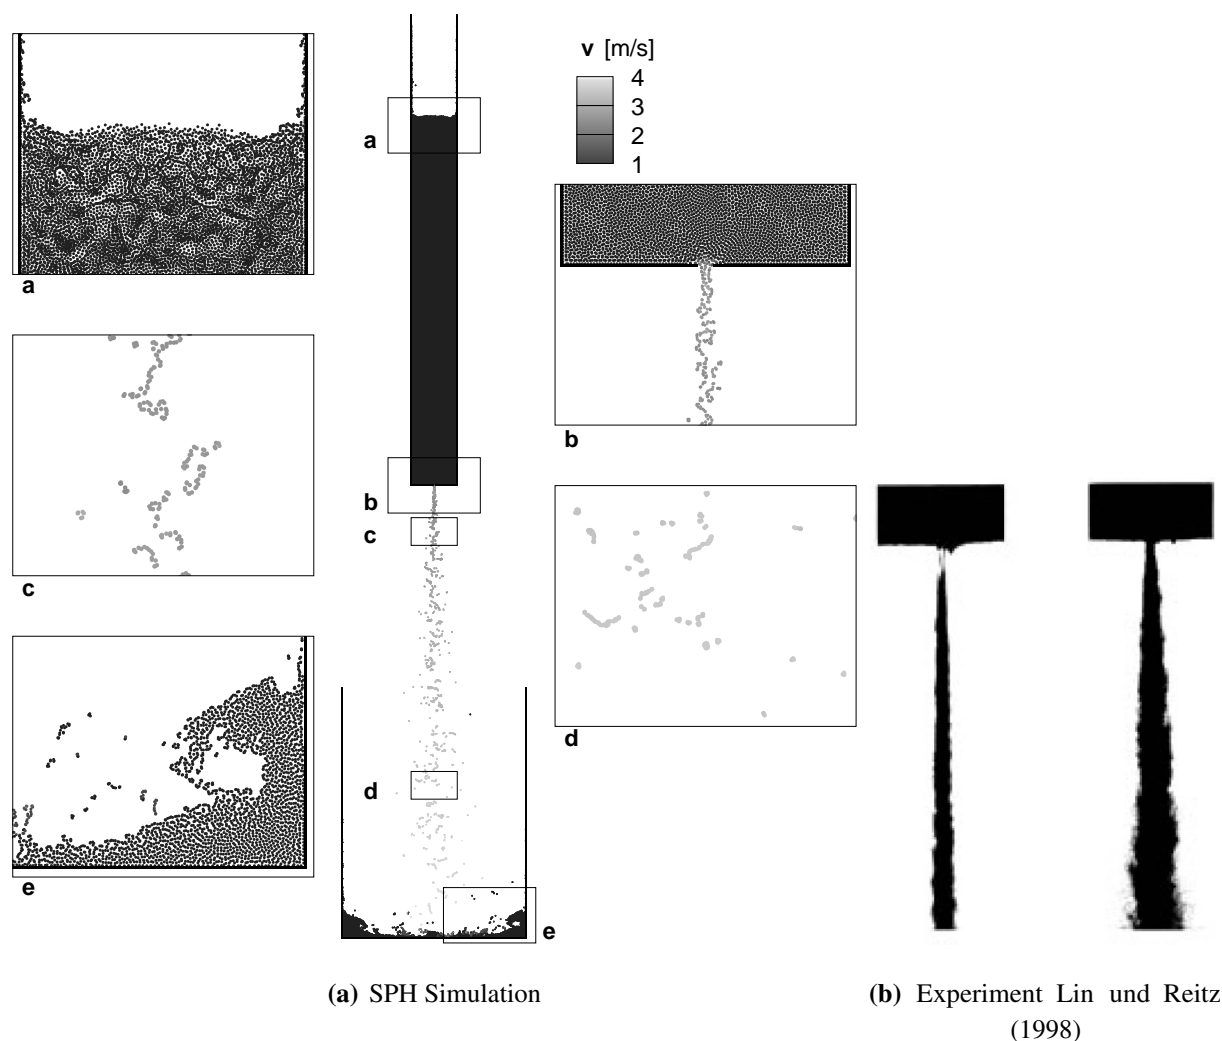 v [m/s]
4
3
2
1
a
a
b
b
c
c
d
d
e
e
(a) SPH Simulation
(b) Experiment Lin und Reitz
(1998)